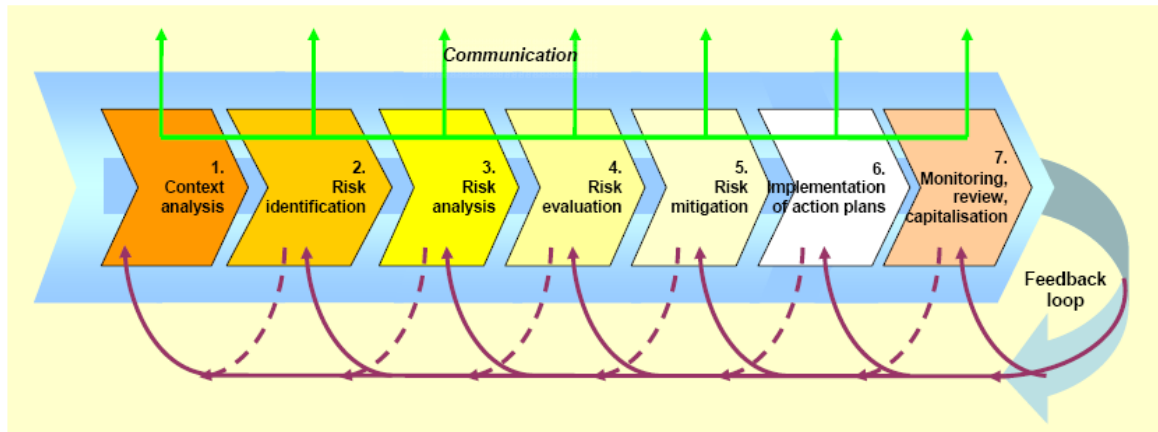 Communication
1.
Context
analysis
2.
Risk
identification
3.
Risk
analysis
4.
Risk
evaluation
5.
Risk
mitigation
6.
Implementation
of action plans
7.
Monitoring,
review,
capitalisation
Feedback
loop